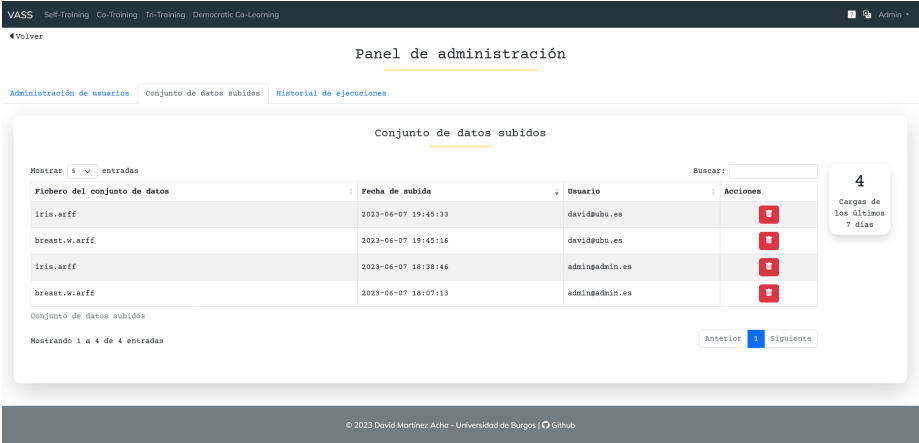 VASS Self-Training Co-Training Tri-Training Democratic Co-Learning Admin
Volver
Panel de administración
Administración de usuarios Conjunto de datos subidos Historial de ejecuciones
Conjunto de datos subidos
Mostrar 5 entradas Buscar:
Fichero del conjunto de datos Fecha de subida Usuario Acciones
iris.arff 2023-06-07 19:45:33 david@ubu.es
breast.w.arff 2023-06-07 19:45:16 david@ubu.es
iris.arff 2023-06-07 18:38:46 admin@admin.es
breast.w.arff 2023-06-07 18:07:13 admin@admin.es
4
Cargas de
los últimos
7 días
Conjunto de datos subidos
Mostrando 1 a 4 de 4 entradas Anterior 1 Siguiente
© 2023 David Martínez Acha - Universidad de Burgos | Github